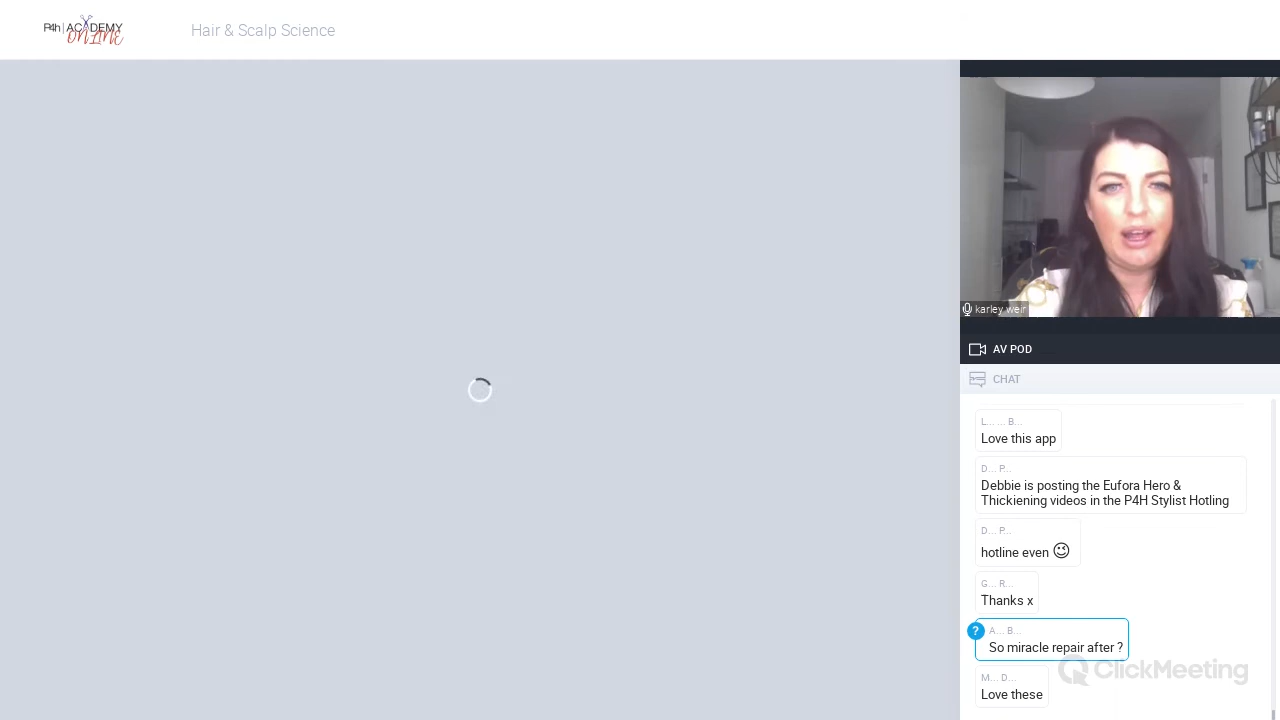 P4h | ACADEMY
ONLINE
Hair & Scalp Science
karley weir
AV POD
CHAT
L... ... B...
Love this app
D... P...
Debbie is posting the Eufora Hero &
Thickiening videos in the P4H Stylist Hotling
D... P...
hotline even 😉
G... R...
Thanks x
?
A... B...
So miracle repair after ?
ClickMeeting
M... D...
Love these